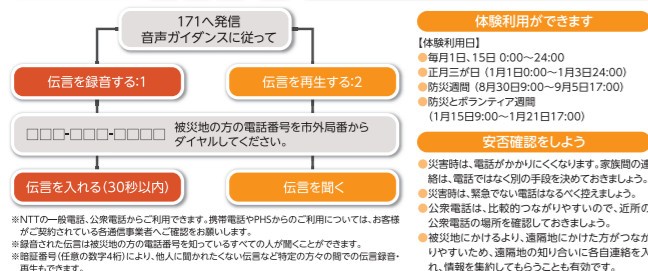 171へ発信
音声ガイダンスに従って
伝言を録音する:1
伝言を再生する:2
□□□-□□□-□□□□
被災地の方の電話番号を市外局番から
ダイヤルしてください。
伝言を入れる(30秒以内)
伝言を聞く
※NTTの一般電話、公衆電話からご利用できます。携帯電話やPHSからのご利用については、お客様
がご契約されている各通信事業者へご確認をお願いします。
※録音された伝言は被災地の方の電話番号を知っているすべての人が聞くことができます。
※暗証番号(任意の数字4桁)により、他人に聞かれたくない伝言など特定の方々の間での伝言録音・
再生もできます。
体験利用ができます
【体験利用日】
●毎月1日、15日 0:00~24:00
●正月三が日(1月1日0:00~1月3日24:00)
●防災週間(8月30日9:00~9月5日17:00)
●防災とボランティア週間
(1月15日9:00~1月21日17:00)
安否確認をしよう
●災害時は、電話がかかりにくくなります。家族間の連
絡は、電話ではなく別の手段を決めておきましょう。
●災害時は、緊急でない電話はなるべく控えましょう。
●公衆電話は、比較的つながりやすいので、近所の
公衆電話の場所を確認しておきましょう。
●被災地にかけるより、遠隔地にかけた方がつなが
りやすいため、遠隔地の知り合いに各自連絡を入
れ、情報を集約してもらうことも有効です。